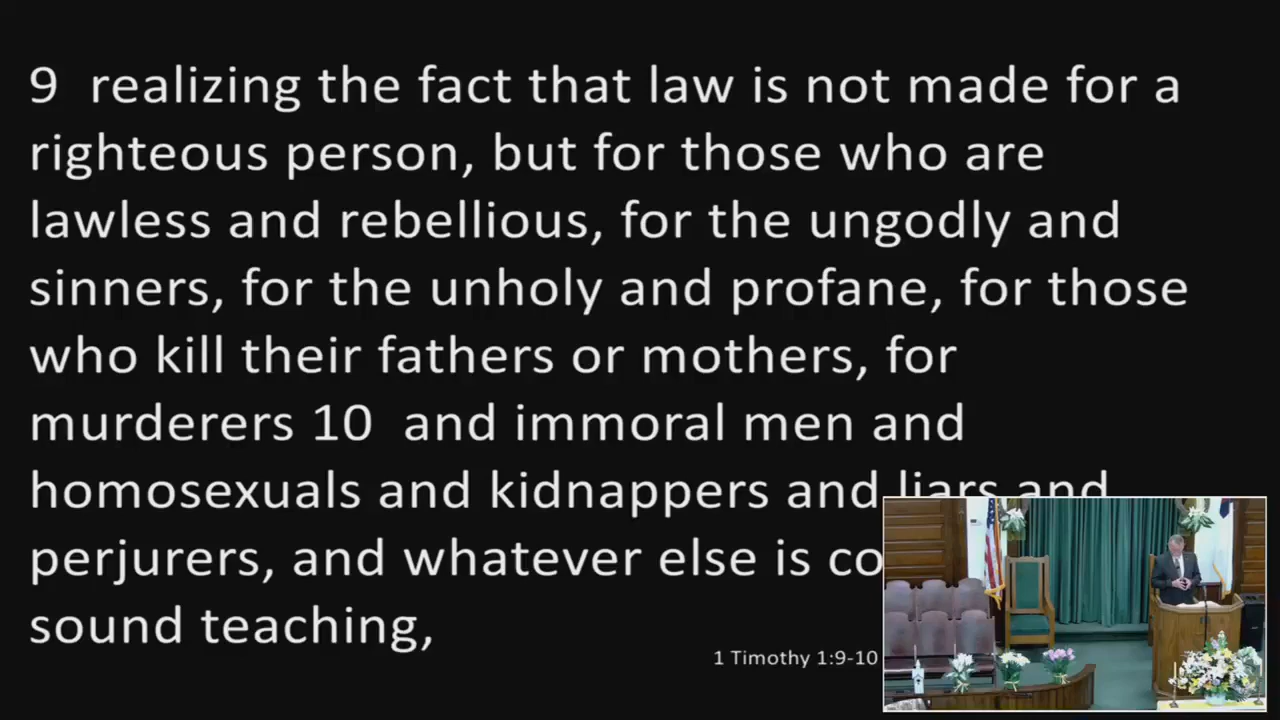 9 realizing the fact that law is not made for a
righteous person, but for those who are
lawless and rebellious, for the ungodly and
sinners, for the unholy and profane, for those
who kill their fathers or mothers, for
murderers 10 and immoral men and
homosexuals and kidnappers and liars and
perjurers, and whatever else is co
sound teaching,
1 Timothy 1:9-10